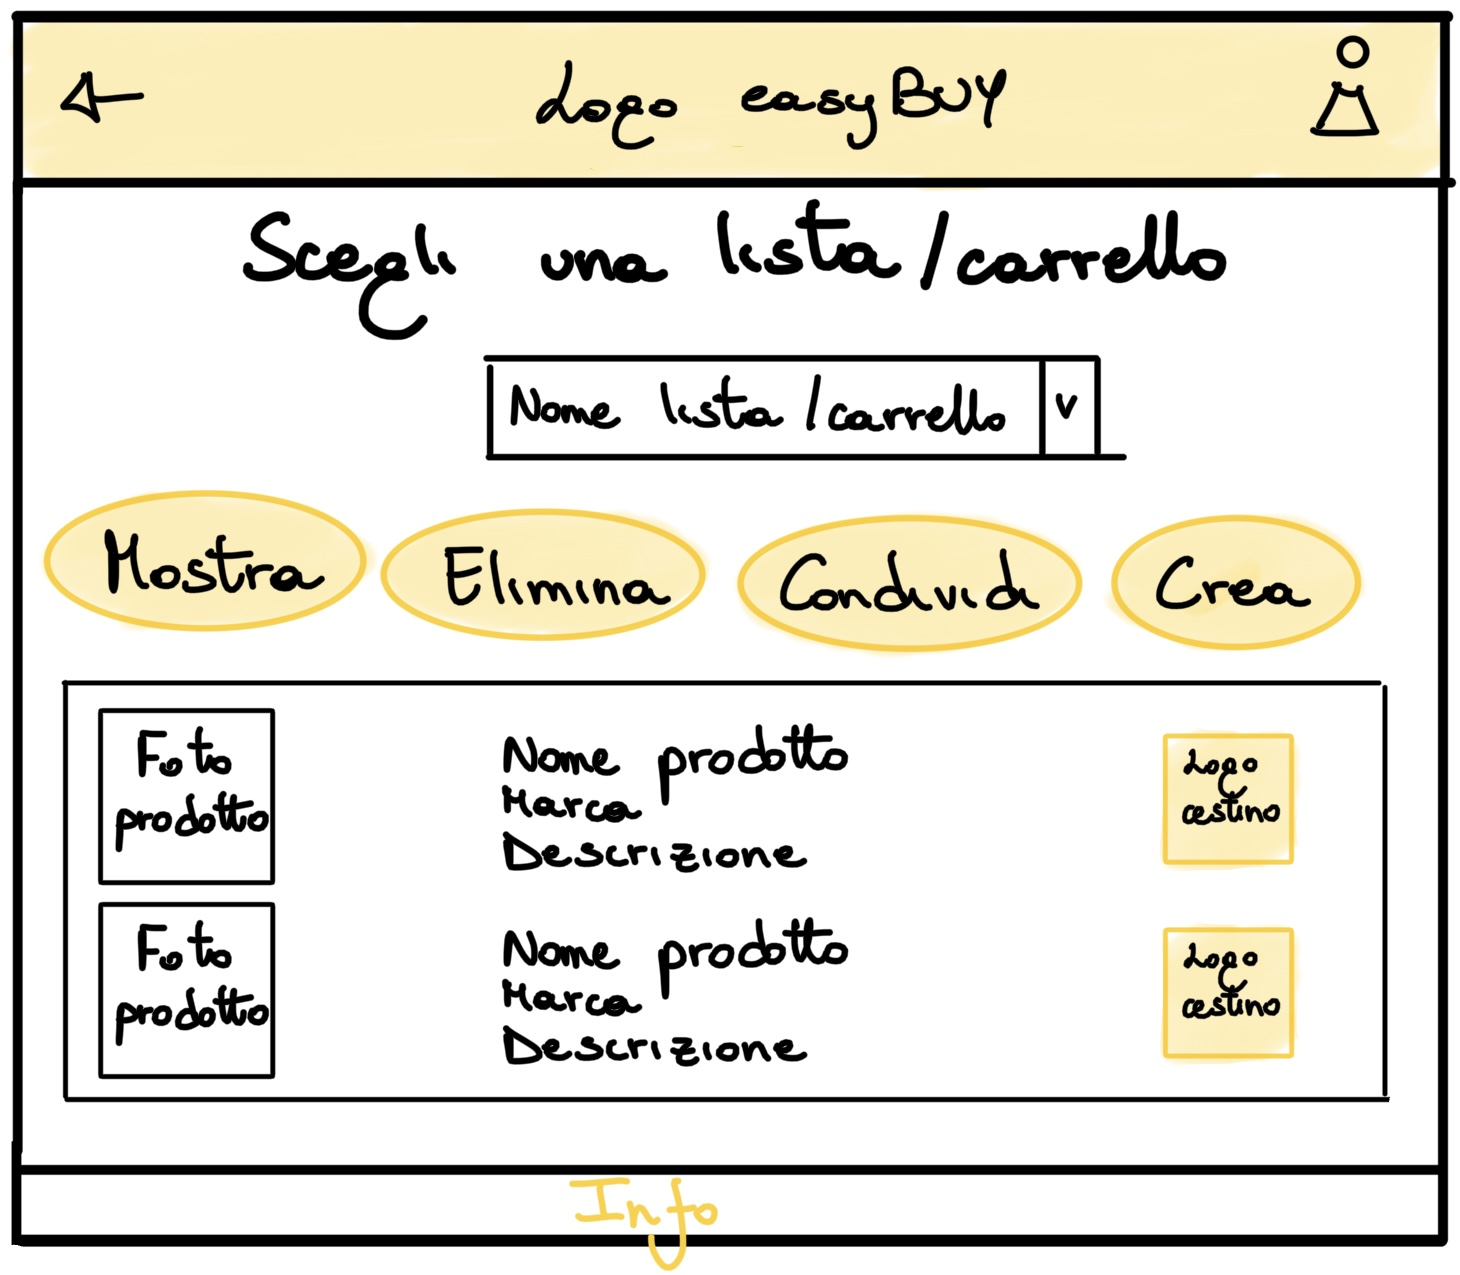 Logo easyBUY
Scegli una lista/carrello
Nome lista/carrello v
Mostra Elimina Condividi Crea
Foto prodotto
Nome prodotto
Marca
Descrizione
Logo cestino
Foto prodotto
Nome prodotto
Marca
Descrizione
Logo cestino
Info